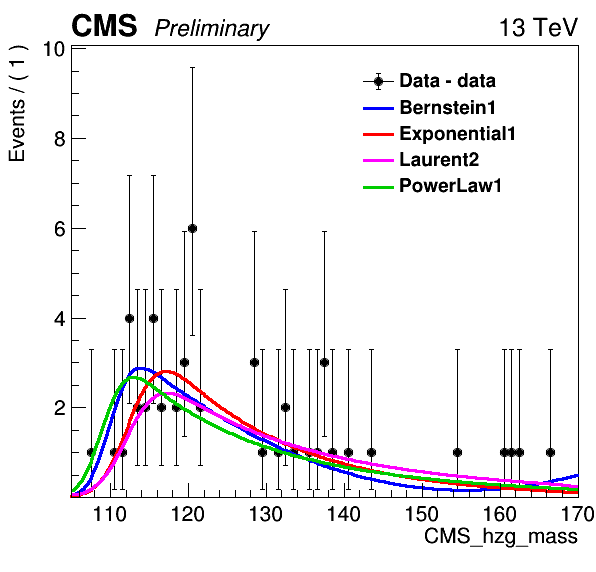 CMS Preliminary 13 TeV
Events / ( 1 )
10
8
6
4
2
Data - data
Bernstein1
Exponential1
Laurent2
PowerLaw1
110 120 130 140 150 160 170
CMS_hzg_mass